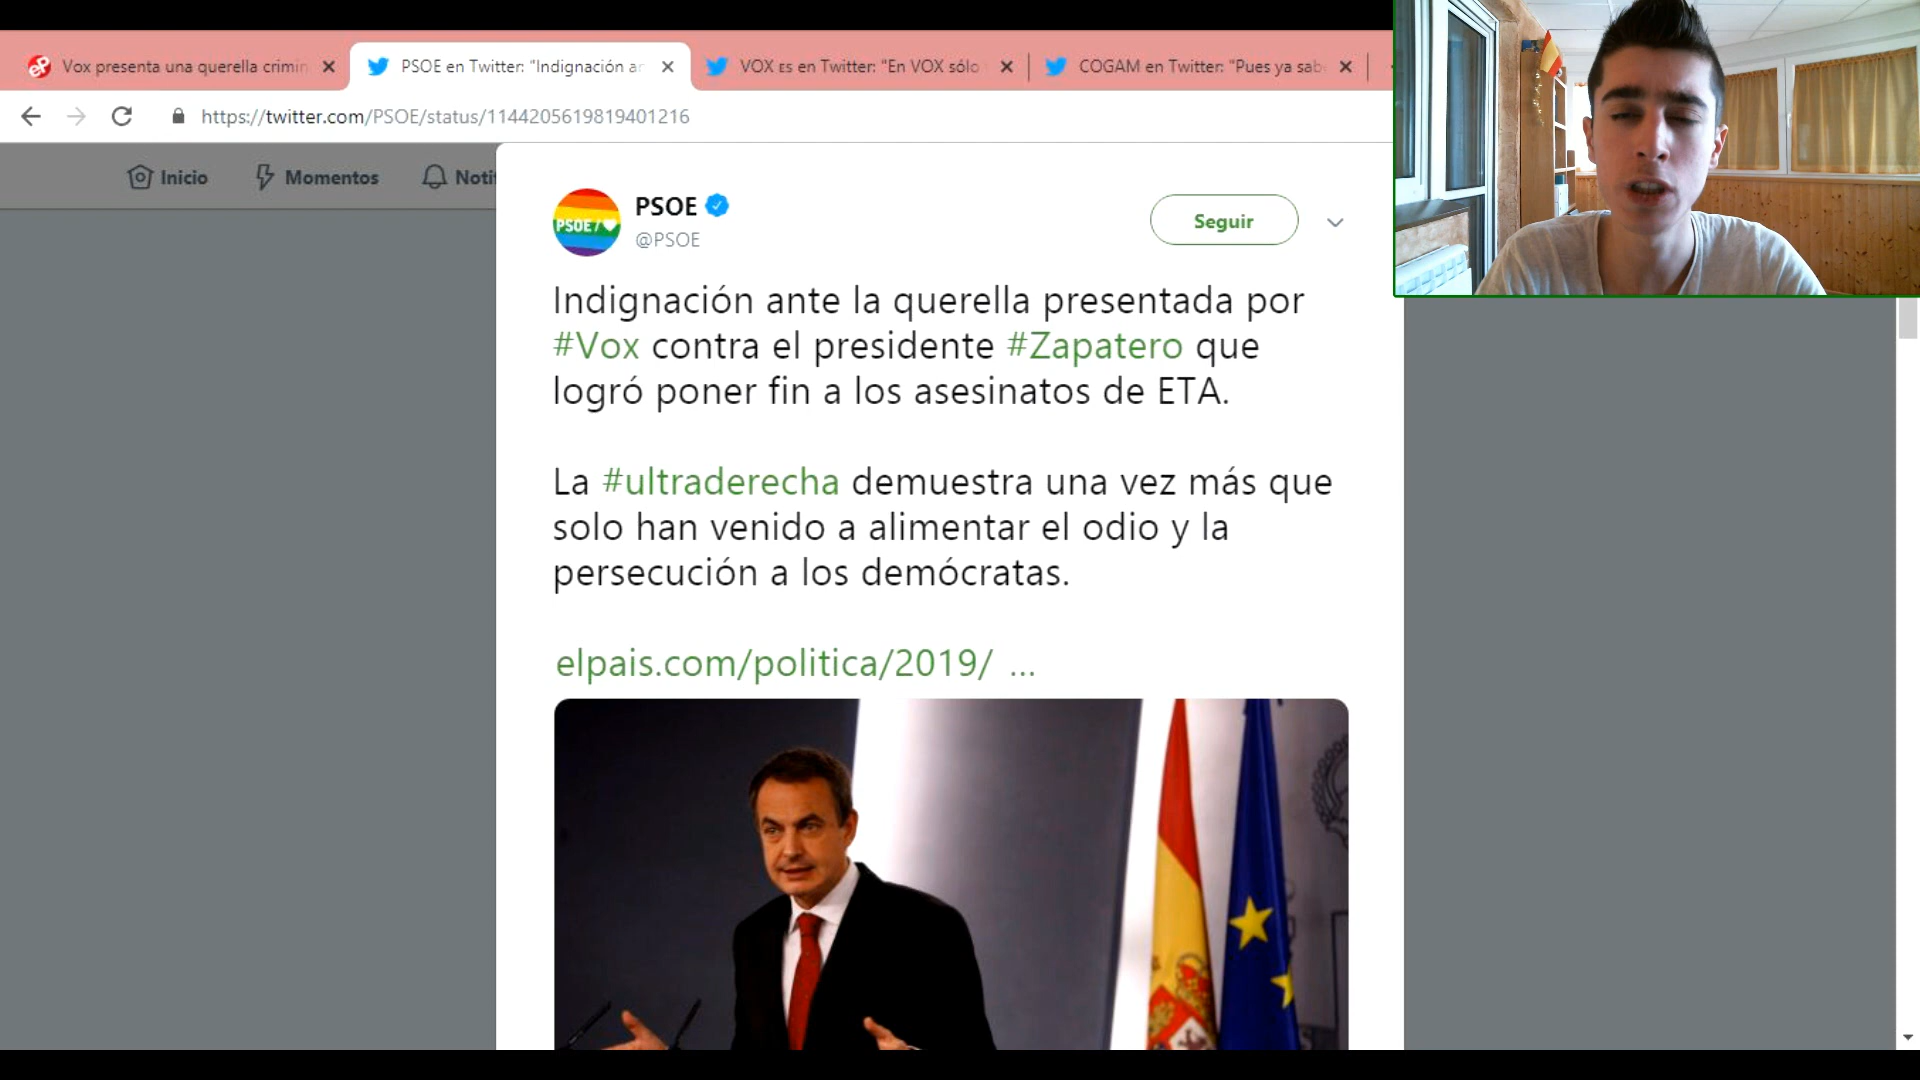 Vox presenta una querella crimin
PSOE en Twitter: "Indignación an
VOX ES en Twitter: "En VOX sólo
COGAM en Twitter: "Pues ya sab
https://twitter.com/PSOE/status/1144205619819401216
Inicio
Momentos
Notif
PSOE
@PSOE
PSOE/
Seguir
Indignación ante la querella presentada por
#Vox contra el presidente #Zapatero que
logró poner fin a los asesinatos de ETA.
La #ultraderecha demuestra una vez más que
solo han venido a alimentar el odio y la
persecución a los demócratas.
elpais.com/politica/2019/ ...